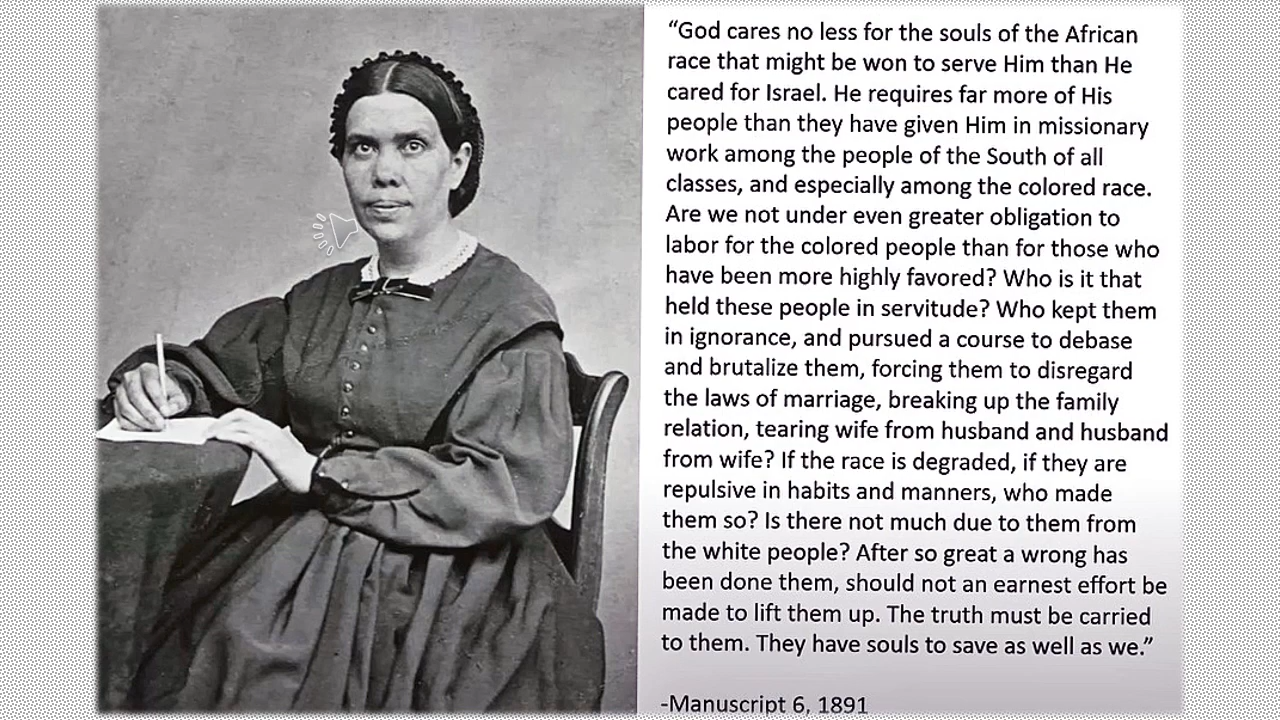 “God cares no less for the souls of the African
race that might be won to serve Him than He
cared for Israel. He requires far more of His
people than they have given Him in missionary
work among the people of the South of all
classes, and especially among the colored race.
Are we not under even greater obligation to
labor for the colored people than for those who
have been more highly favored? Who is it that
held these people in servitude? Who kept them
in ignorance, and pursued a course to debase
and brutalize them, forcing them to disregard
the laws of marriage, breaking up the family
relation, tearing wife from husband and husband
from wife? If the race is degraded, if they are
repulsive in habits and manners, who made
them so? Is there not much due to them from
the white people? After so great a wrong has
been done them, should not an earnest effort be
made to lift them up. The truth must be carried
to them. They have souls to save as well as we.”
-Manuscript 6, 1891